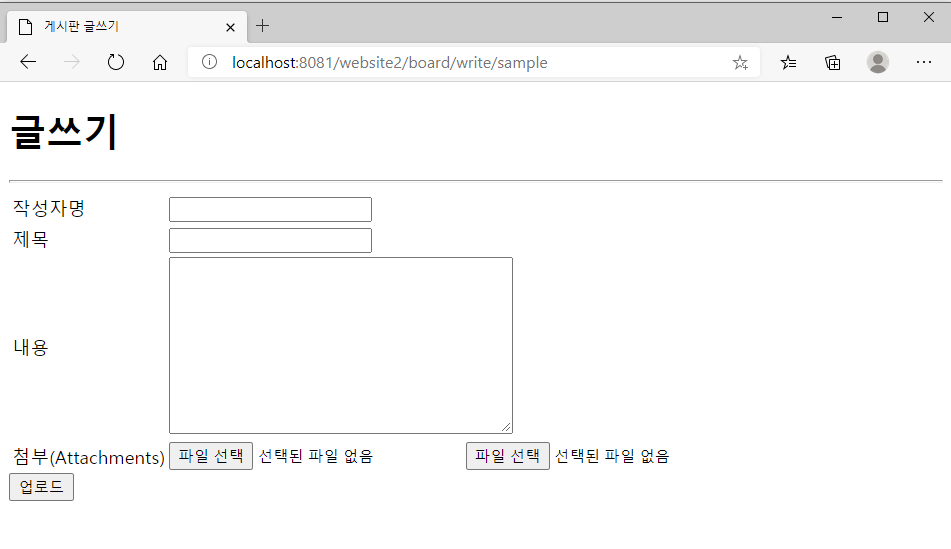 게시판 글쓰기
localhost:8081/website2/board/write/sample
글쓰기
작성자명
제목
내용
첨부(Attachments) 파일 선택 선택된 파일 없음 파일 선택 선택된 파일 없음
업로드